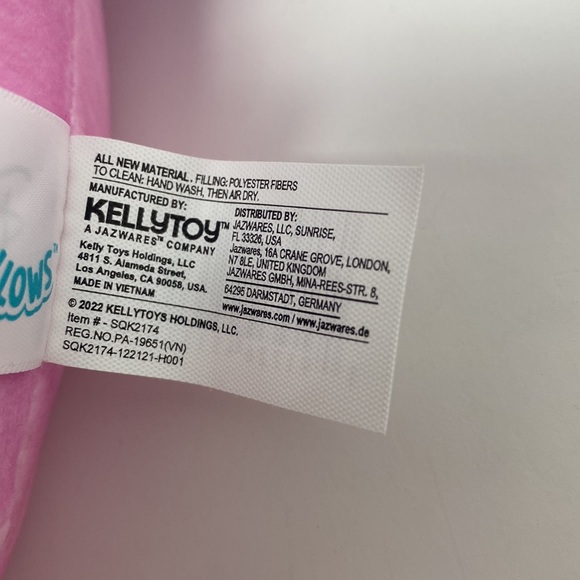 ALL NEW MATERIAL. FILLING: POLYESTER FIBERS
TO CLEAN: HAND WASH, THEN AIR DRY.
MANUFACTURED BY:
KELLYTOY™
A JAZWARES™ COMPANY
Kelly Toys Holdings, LLC
4811 S. Alameda Street,
Los Angeles, CA 90058, USA.
MADE IN VIETNAM
DISTRIBUTED BY:
JAZWARES, LLC, SUNRISE,
FL 33326, USA
Jazwares, 16A CRANE GROVE, LONDON,
N7 8LE, UNITED KINGDOM
JAZWARES GMBH, MINA-REES-STR. 8,
64295 DARMSTADT, GERMANY
www.jazwares.com / www.jazwares.de
© 2022 KELLYTOYS HOLDINGS, LLC.
Item # - SQK2174
REG.NO.PA-19651(VN)
SQK2174-122121-H001
LOWS™